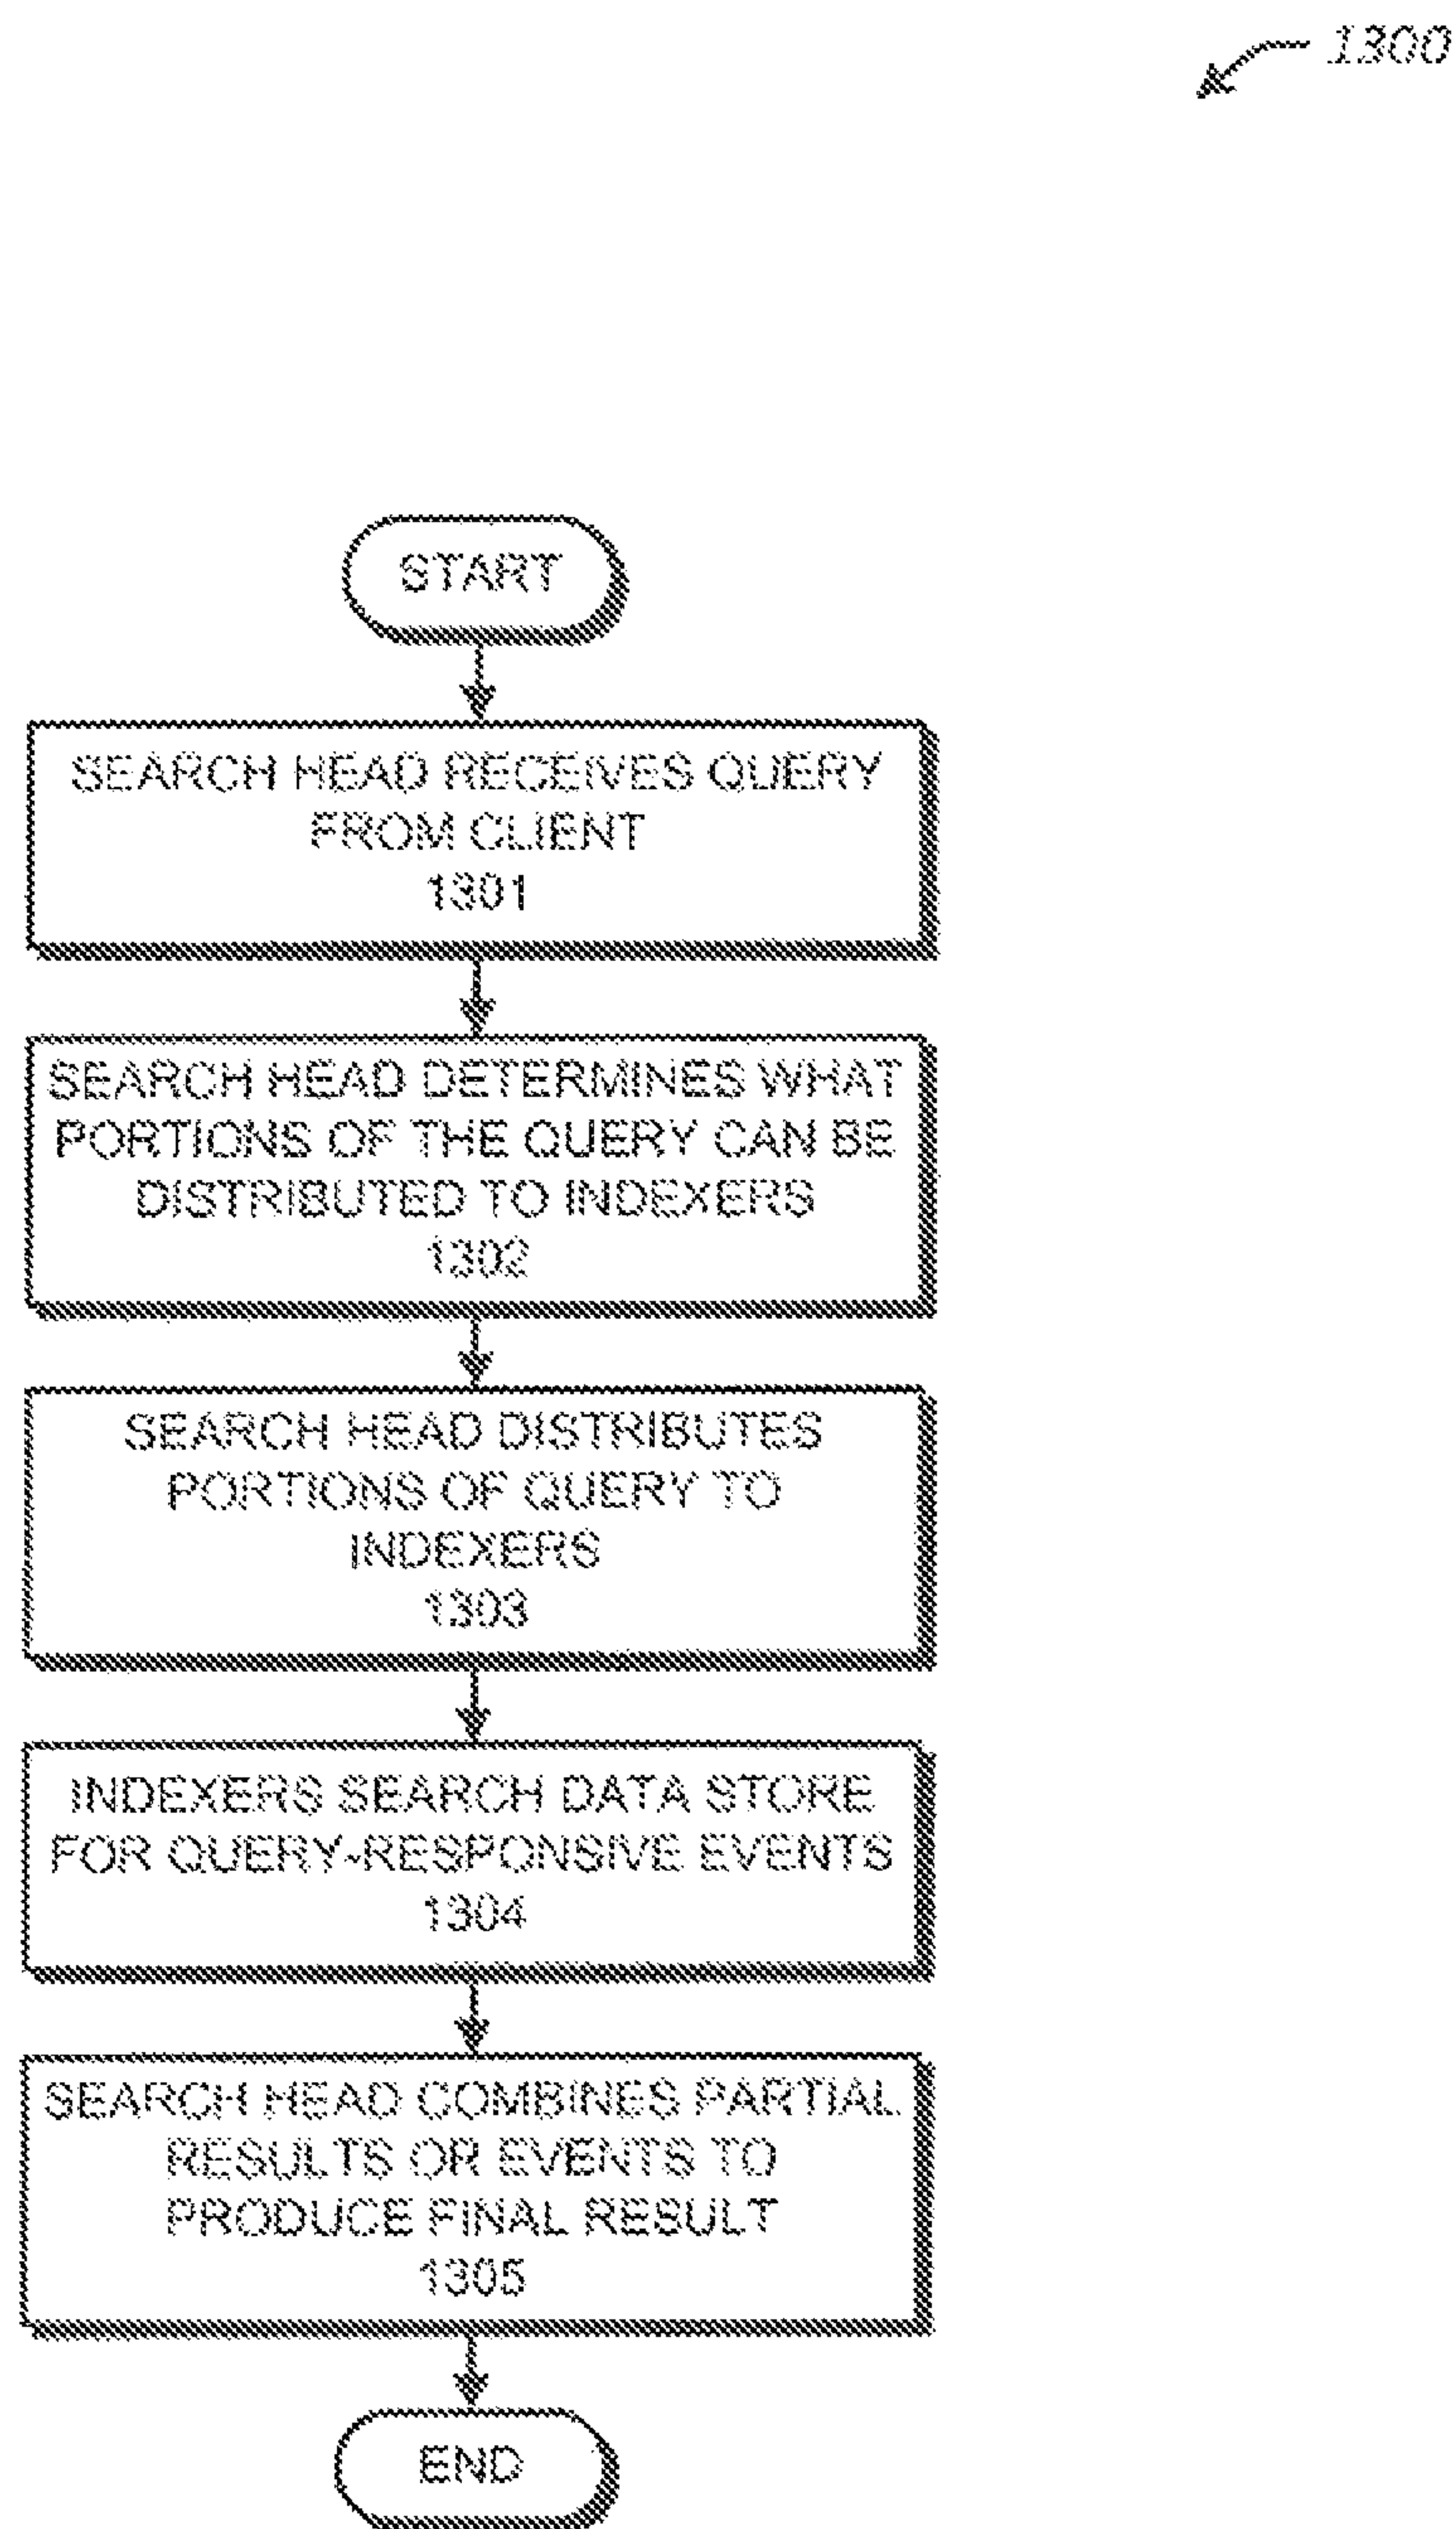 1300
START
SEARCH HEAD RECEIVES QUERY
FROM CLIENT
1301
SEARCH HEAD DETERMINES WHAT
PORTIONS OF THE QUERY CAN BE
DISTRIBUTED TO INDEXERS
1302
SEARCH HEAD DISTRIBUTES
PORTIONS OF QUERY TO
INDEXERS
1303
INDEXERS SEARCH DATA STORE
FOR QUERY-RESPONSIVE EVENTS
1304
SEARCH HEAD COMBINES PARTIAL
RESULTS OR EVENTS TO
PRODUCE FINAL RESULT
1305
END